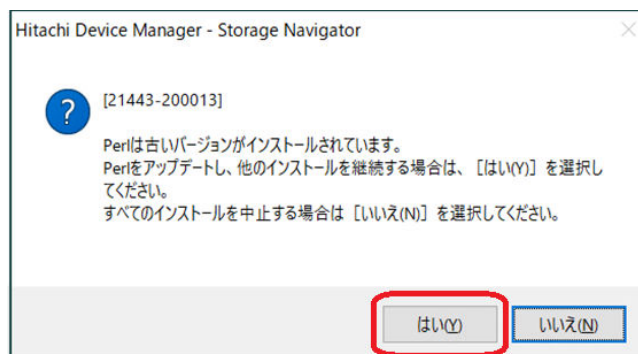 Hitachi Device Manager - Storage Navigator
[21443-200013]
Perlは古いバージョンがインストールされています。
Perlをアップデートし、他のインストールを継続する場合は、［はい(Y)］を選択し
てください。
すべてのインストールを中止する場合は［いいえ(N)］を選択してください。
はい(Y)
いいえ(N)